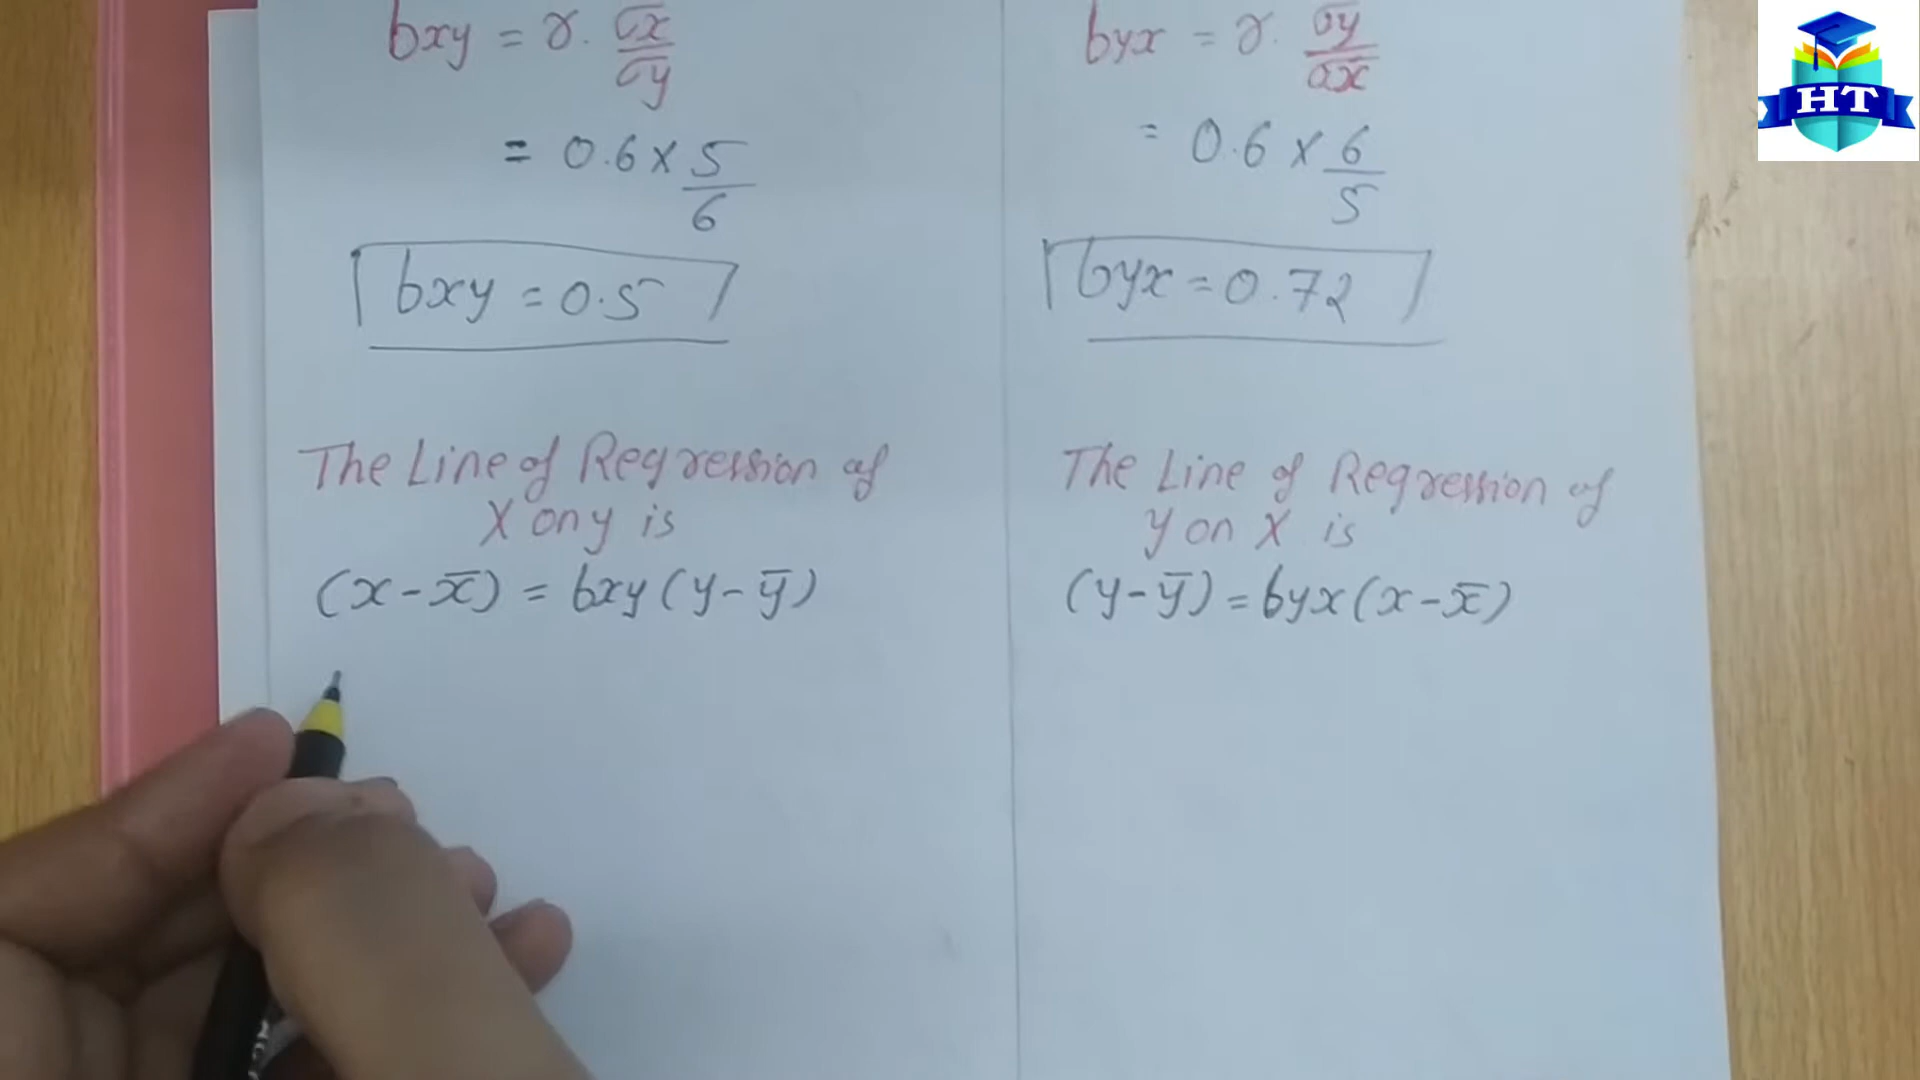 bxy = r. σx/σy
= 0.6 x 5/6
bxy = 0.5
The Line of Regression of
X on y is
(x - x̄) = bxy (y - ȳ)
byx = r. σy/σx
= 0.6 x 6/5
byx = 0.72
The Line of Regression of
y on X is
(y - ȳ) = byx (x - x̄)
HT